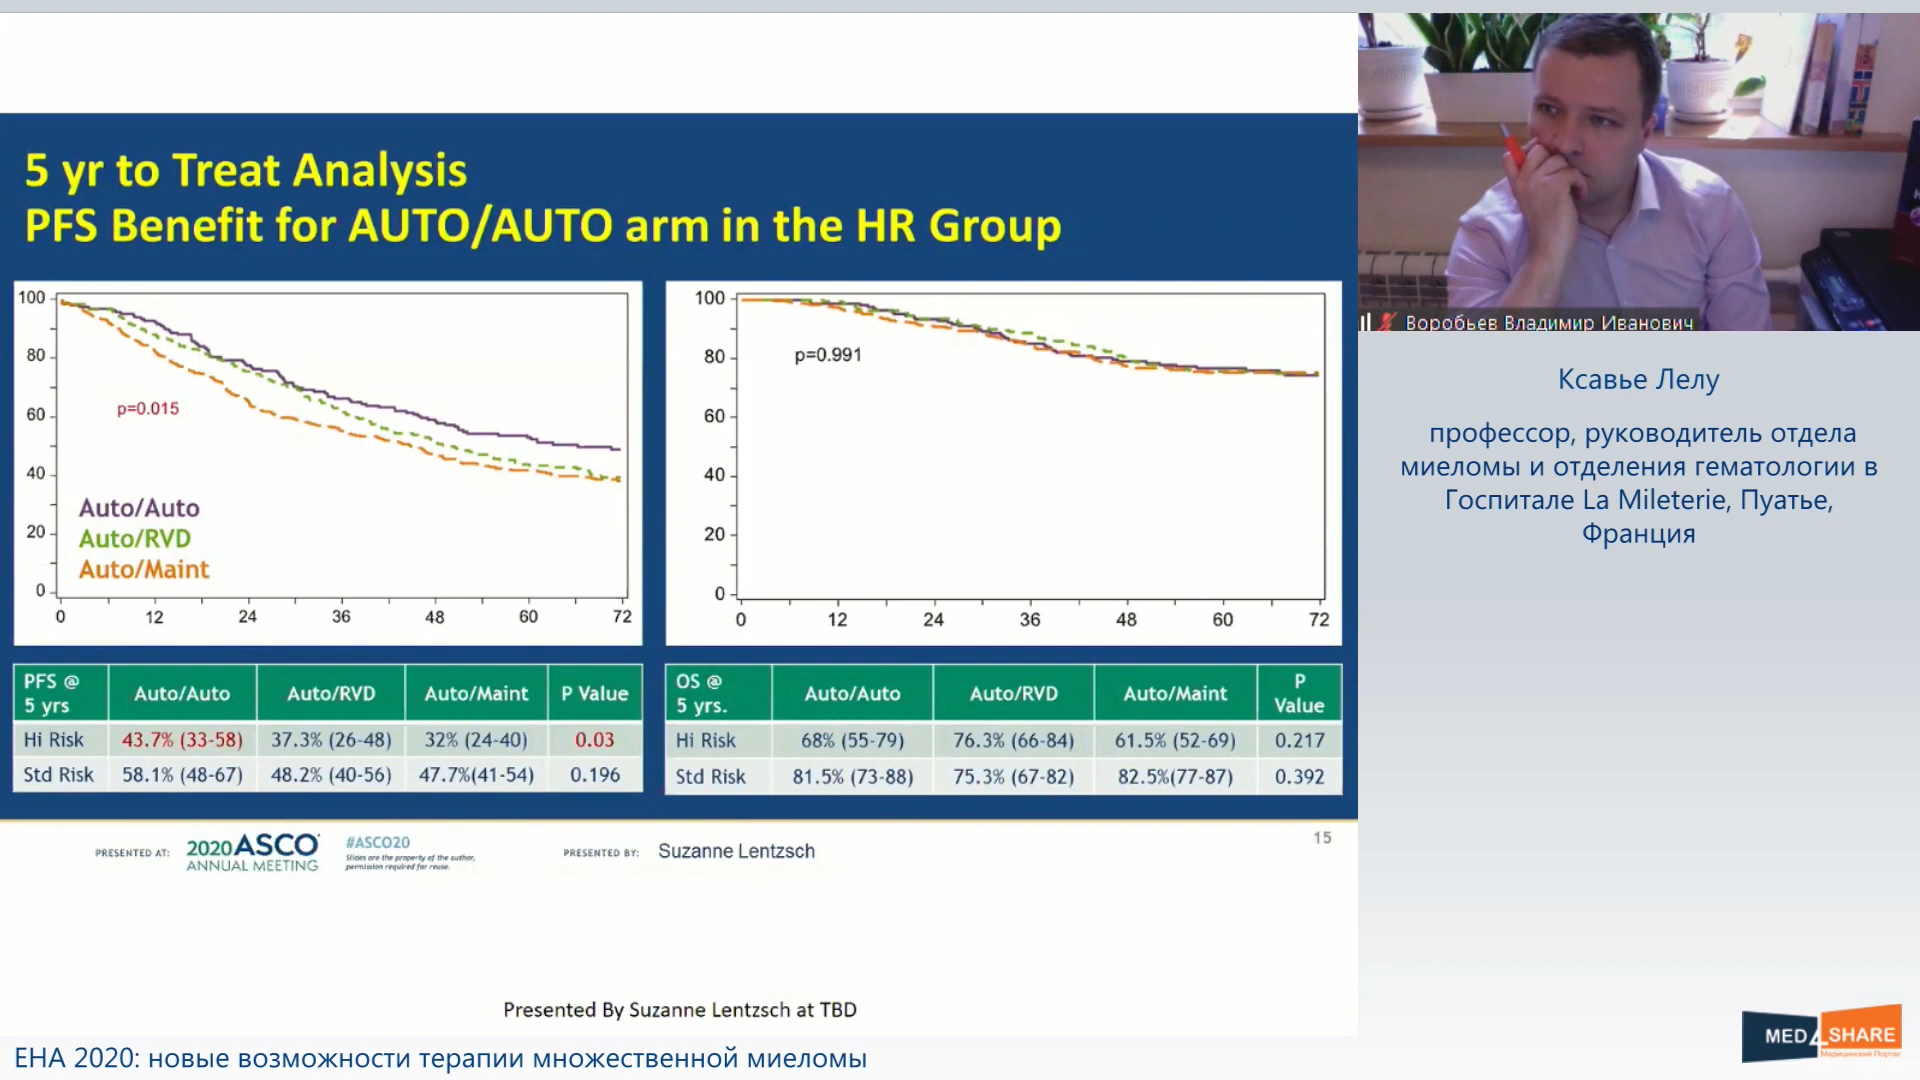 5 yr to Treat Analysis
PFS Benefit for AUTO/AUTO arm in the HR Group
100
80
60
40
20
0
p=0.015
Auto/Auto
Auto/RVD
Auto/Maint
0 12 24 36 48 60 72
100
80
60
40
20
0
p=0.991
0 12 24 36 48 60 72
PFS @
5 yrs
Auto/Auto Auto/RVD Auto/Maint P Value
Hi Risk 43.7% (33-58) 37.3% (26-48) 32% (24-40) 0.03
Std Risk 58.1% (48-67) 48.2% (40-56) 47.7%(41-54) 0.196
OS @
5 yrs.
Auto/Auto Auto/RVD Auto/Maint
P
Value
Hi Risk 68% (55-79) 76.3% (66-84) 61.5% (52-69) 0.217
Std Risk 81.5% (73-88) 75.3% (67-82) 82.5%(77-87) 0.392
PRESENTED AT:
2020 ASCO
ANNUAL MEETING
#ASCO20
Slides are the property of the author,
permission required for reuse.
PRESENTED BY: Suzanne Lentzsch
15
Presented By Suzanne Lentzsch at TBD
EHA 2020: новые возможности терапии множественной миеломы
Воробьев Владимир Иванович
Ксавье Лелу
профессор, руководитель отдела
миеломы и отделения гематологии в
Госпитале La Mileterie, Пуатье,
Франция
MED4SHARE
Медицинский Портал